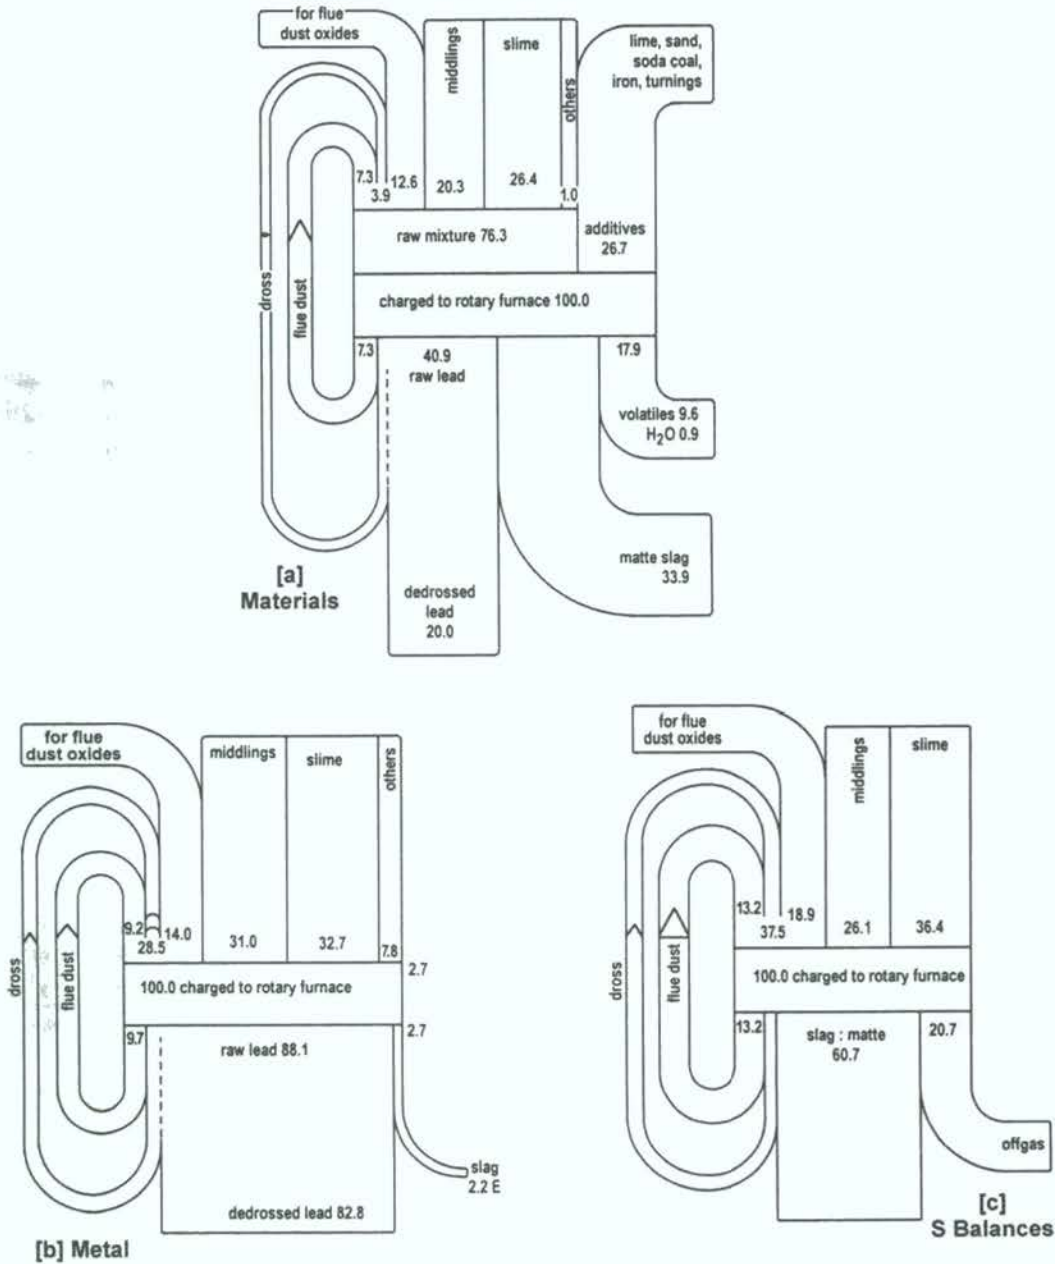 for flue
dust oxides
middlings
slime
others
lime, sand,
soda coal,
iron, turnings
7.3
3.9
12.6
20.3
26.4
1.0
raw mixture 76.3
additives
26.7
charged to rotary furnace 100.0
dross
flue dust
7.3
40.9
raw lead
17.9
volatiles 9.6
H₂O 0.9
matte slag
33.9
dedrossed
lead
20.0
[a]
Materials
for flue
dust oxides
middlings
slime
others
9.2
28.5
14.0
31.0
32.7
7.8
2.7
dross
flue dust
100.0 charged to rotary furnace
9.7
raw lead 88.1
2.7
slag
2.2 E
dedrossed lead 82.8
[b] Metal
for flue
dust oxides
middlings
slime
13.2
37.5
18.9
26.1
36.4
dross
flue dust
100.0 charged to rotary furnace
13.2
slag : matte
60.7
20.7
offgas
[c]
S Balances